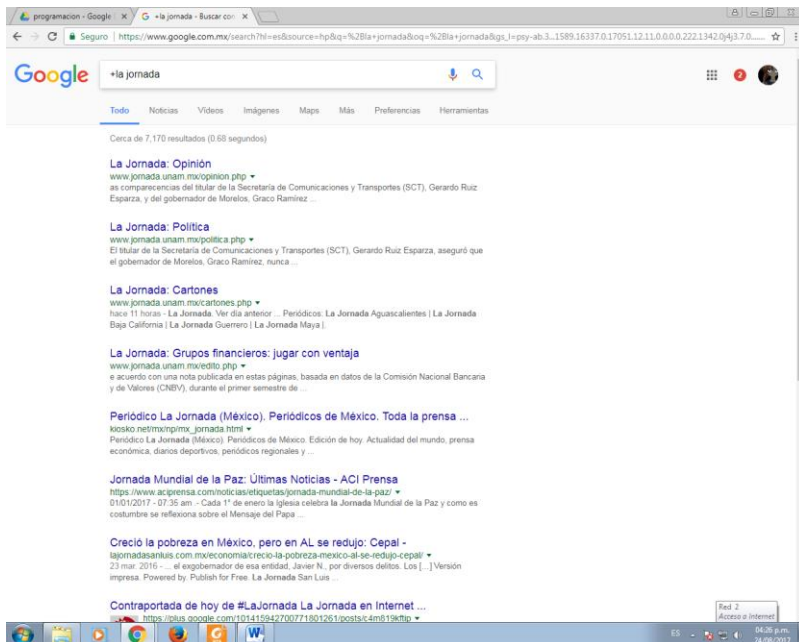 programacion - Google
+la jornada - Buscar con
Seguro | https://www.google.com.mx/search?hl=es&source=hp&q=%2Bla+jornada&oq=%2Bla+jornada&gs_l=psy-ab.3...1589.16337.0.17051.12.11.0.0.0.0.222.1342.0j4j3.7.0......
Google
+la jornada
2
Todo Noticias Vídeos Imágenes Maps Más Preferencias Herramientas
Cerca de 7,170 resultados (0.68 segundos)
La Jornada: Opinión
www.jornada.unam.mx/opinion.php
as comparecencias del titular de la Secretaría de Comunicaciones y Transportes (SCT), Gerardo Ruiz
Esparza, y del gobernador de Morelos, Graco Ramírez ...
La Jornada: Política
www.jornada.unam.mx/politica.php
El titular de la Secretaría de Comunicaciones y Transportes (SCT), Gerardo Ruiz Esparza, aseguró que
el gobernador de Morelos, Graco Ramírez, nunca ...
La Jornada: Cartones
www.jornada.unam.mx/cartones.php
hace 11 horas - La Jornada. Ver día anterior ... Periódicos. La Jornada Aguascalientes | La Jornada
Baja California | La Jornada Guerrero | La Jornada Maya |.
La Jornada: Grupos financieros: jugar con ventaja
www.jornada.unam.mx/edito.php
e acuerdo con una nota publicada en estas páginas, basada en datos de la Comisión Nacional Bancaria
y de Valores (CNBV), durante el primer semestre de ...
Periódico La Jornada (México). Periódicos de México. Toda la prensa ...
kiosko.net/mx/np/mx_jornada.html
Periódico La Jornada (México). Periódicos de México. Edición de hoy. Actualidad del mundo, prensa
económica, diarios deportivos, periódicos regionales y ...
Jornada Mundial de la Paz: Últimas Noticias - ACI Prensa
https://www.aciprensa.com/noticias/etiquetas/jornada-mundial-de-la-paz/
01/01/2017 - 07:35 am .- Cada 1° de enero la Iglesia celebra la Jornada Mundial de la Paz y como es
costumbre se reflexiona sobre el Mensaje del Papa ...
Creció la pobreza en México, pero en AL se redujo: Cepal -
lajornadasanluis.com.mx/economia/crecio-la-pobreza-mexico-al-se-redujo-cepal/
23 mar. 2016 - ... el exgobernador de esa entidad, Javier N., por diversos delitos. Los [...] Versión
impresa. Powered by. Publish for Free. La Jornada San Luis ...
Contraportada de hoy de #LaJornada La Jornada en Internet ...
https://plus.google.com/101415942700771801261/posts/c4m819kftip
Red 2
Acceso a Internet
ES
04:35 p.m.
24/08/2017